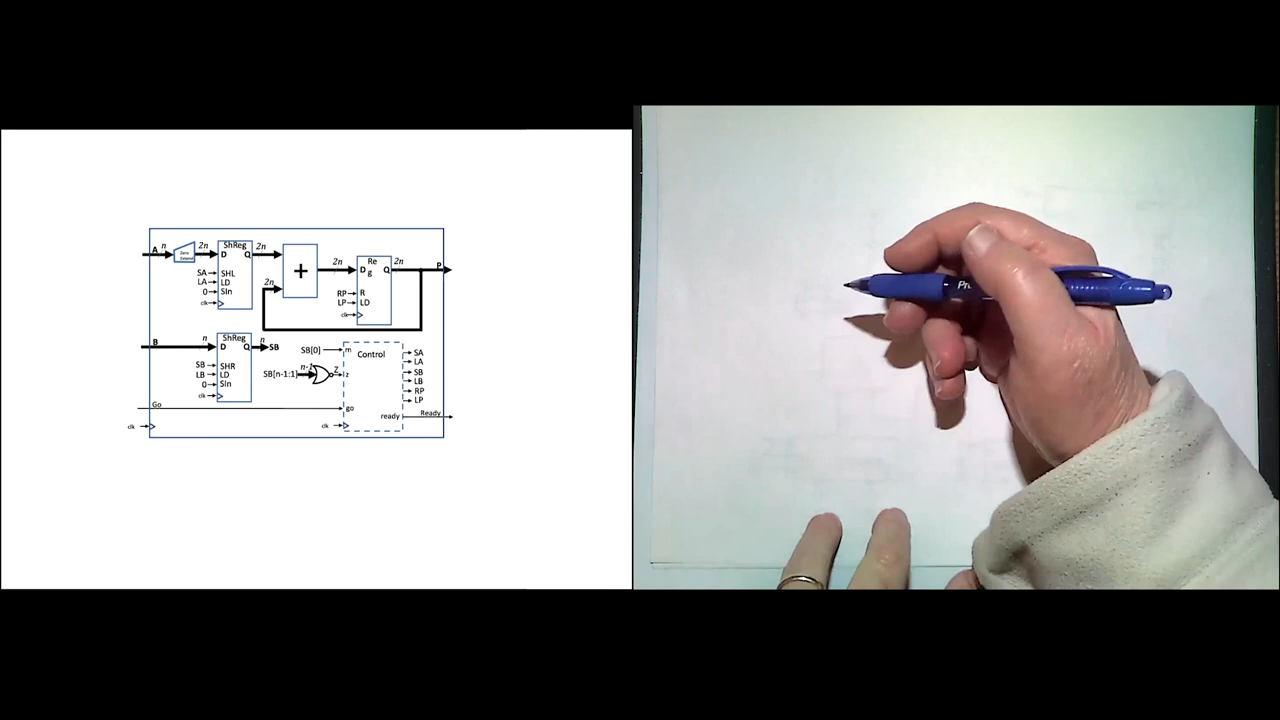 A n
Zero Extend
2n
ShReg
D Q
2n
SA SHL
LA LD
0 SIn
clk
+
2n
2n
Re
g
D Q
2n
P
RP R
LP LD
clk
B n
ShReg
D Q
n SB
SB SHR
LB LD
0 SIn
clk
SB[0] m
SB[n-1:1] n-1 Z z
Control
SA
LA
SB
LB
RP
LP
Go go
ready Ready
clk
clk